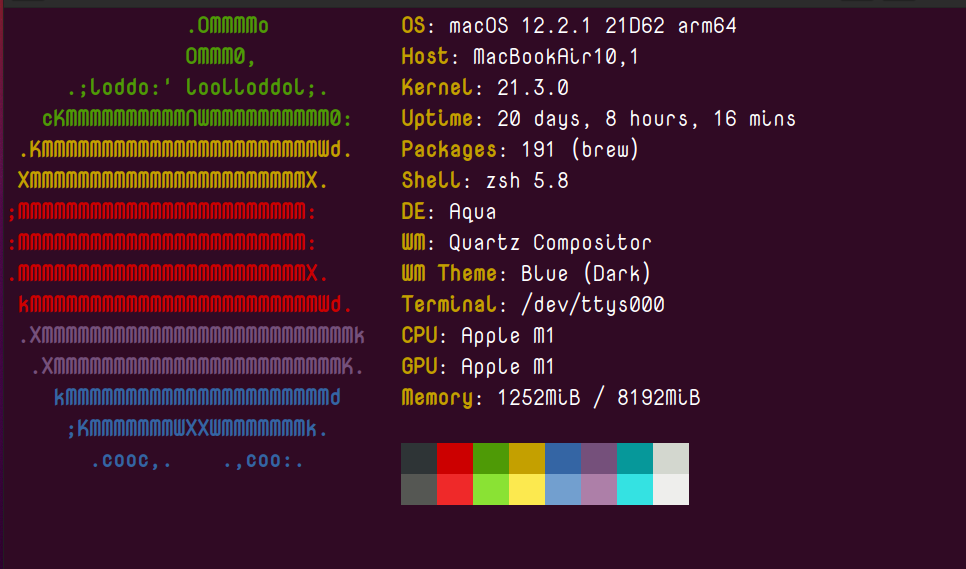 .OMMMMo OS: macOS 12.2.1 21D62 arm64
OMMM0, Host: MacBookAir10,1
.;loddo:' loolloddol;. Kernel: 21.3.0
cKMMMMMMMMMMNWMMMMMMMMMM0: Uptime: 20 days, 8 hours, 16 mins
.KMMMMMMMMMMMMMMMMMMMMMMMWd. Packages: 191 (brew)
XMMMMMMMMMMMMMMMMMMMMMMMX. Shell: zsh 5.8
;MMMMMMMMMMMMMMMMMMMMMMMM: DE: Aqua
:MMMMMMMMMMMMMMMMMMMMMMMM: WM: Quartz Compositor
.MMMMMMMMMMMMMMMMMMMMMMMMX. WM Theme: Blue (Dark)
kMMMMMMMMMMMMMMMMMMMMMMMMWd. Terminal: /dev/ttys000
.XMMMMMMMMMMMMMMMMMMMMMMMMMMk CPU: Apple M1
.XMMMMMMMMMMMMMMMMMMMMMMMMK. GPU: Apple M1
kMMMMMMMMMMMMMMMMMMMMMMd Memory: 1252MiB / 8192MiB
;KMMMMMMMWXXWMMMMMMMk.
.cooc,. .,coo:.